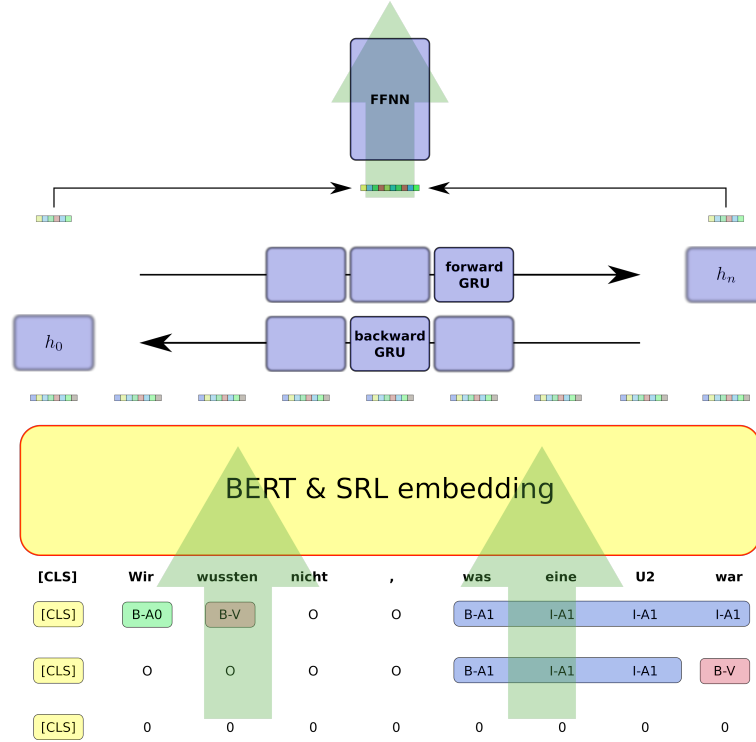 FFNN
forward
GRU
h_n
h_0
backward
GRU
BERT & SRL embedding
[CLS] Wir wussten nicht , was eine U2 war
[CLS] B-A0 B-V O O B-A1 I-A1 I-A1 I-A1
[CLS] O O O O B-A1 I-A1 I-A1 B-V
[CLS] 0 0 0 0 0 0 0 0